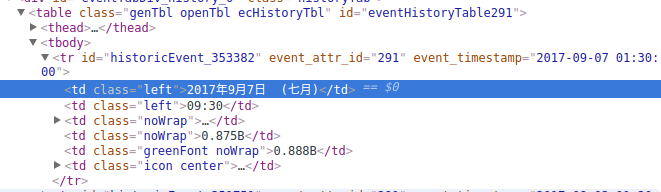 <table class="genTbl openTbl ecHistoryTbl" id="eventHistoryTable291">
<thead>…</thead>
<tbody>
<tr id="historicEvent_353382" event_attr_id="291" event_timestamp="2017-09-07 01:30:
00">
<td class="left">2017年9月7日 (七月)</td> == $0
<td class="left">09:30</td>
<td class="noWrap">…</td>
<td class="noWrap">0.875B</td>
<td class="greenFont noWrap">0.888B</td>
<td class="icon center">…</td>
</tr>